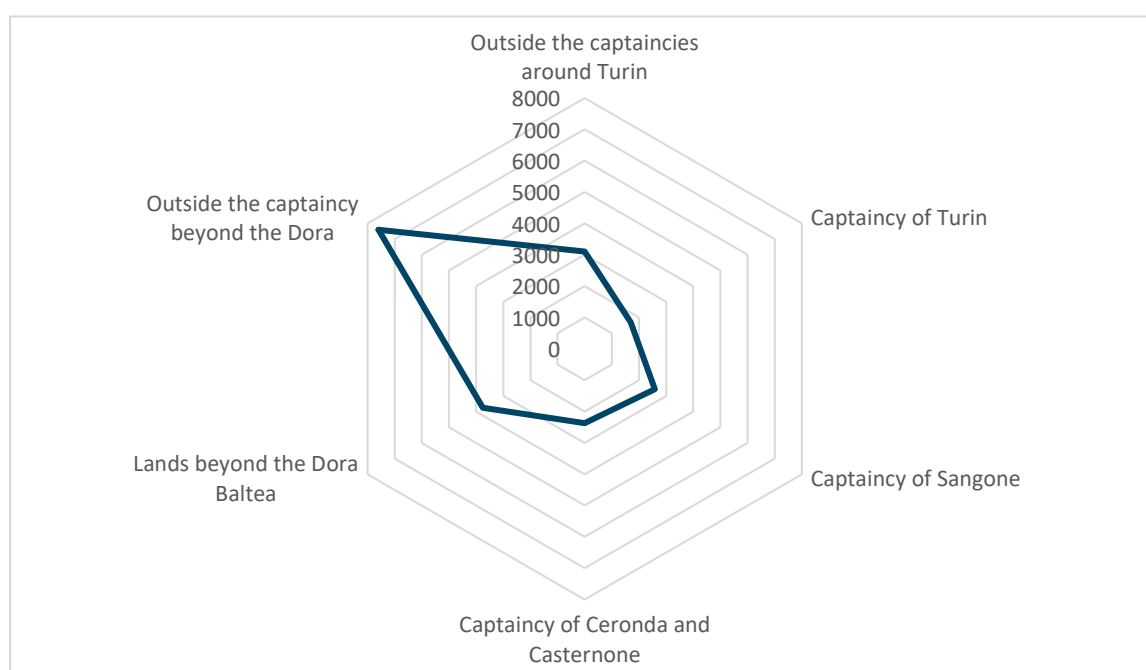 Outside the captaincies
around Turin
8000
7000
6000
5000
4000
3000
2000
1000
0
Captaincy of Turin
Captaincy of Sangone
Captaincy of Ceronda and
Casternone
Lands beyond the Dora
Baltea
Outside the captaincy
beyond the Dora